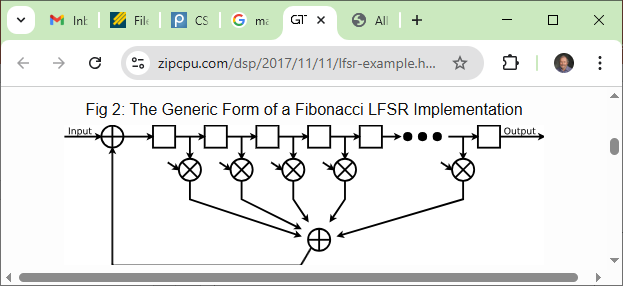 Inb
File
CS
ma
GT
All
zipcpu.com/dsp/2017/11/11/lfsr-example.h...
Fig 2: The Generic Form of a Fibonacci LFSR Implementation
Input
Output